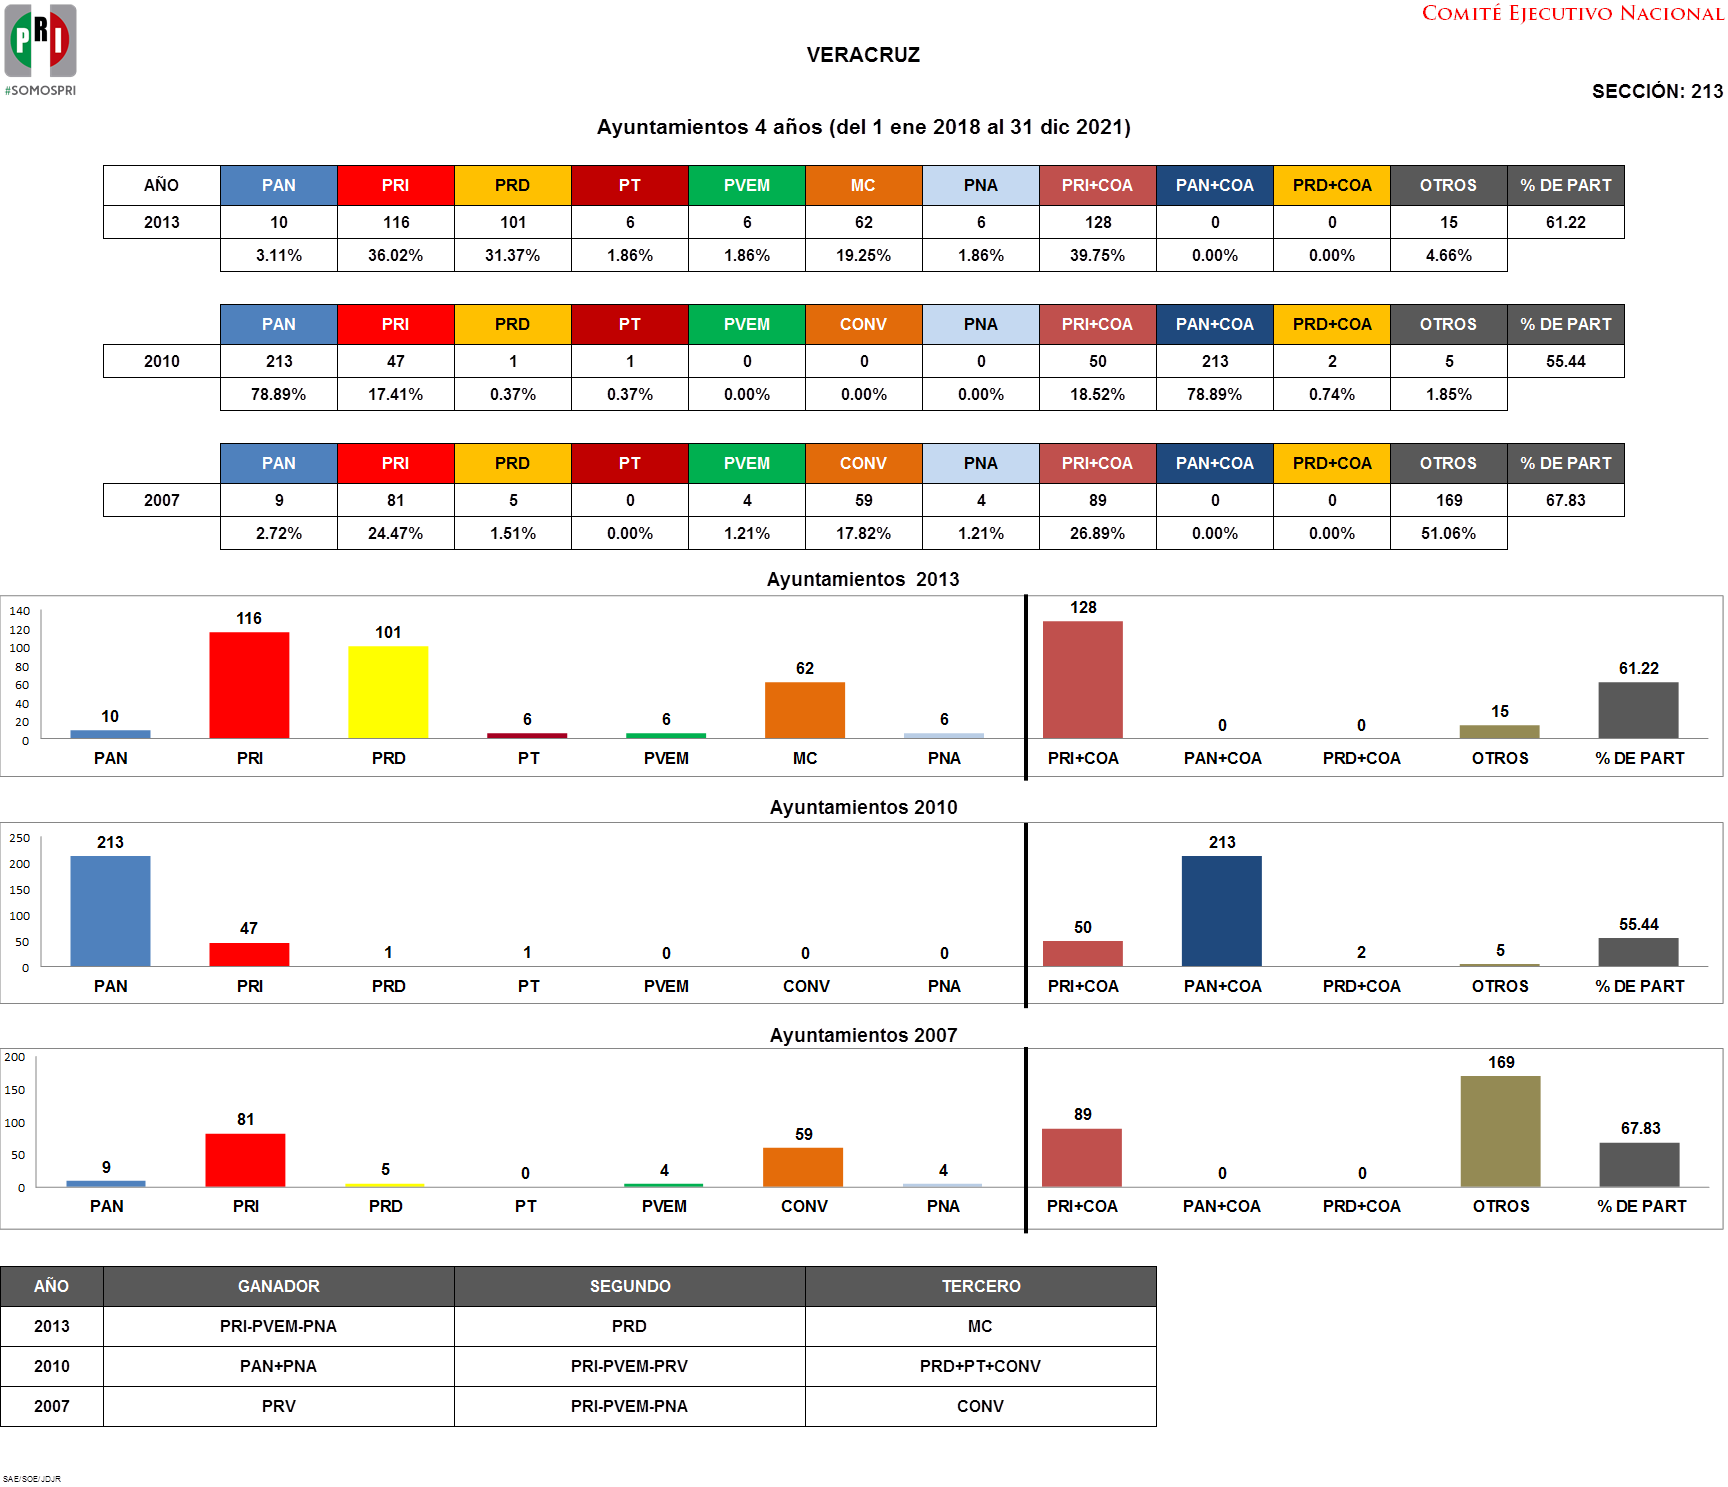 PRI
#SOMOSPRI
COMITÉ EJECUTIVO NACIONAL
VERACRUZ
SECCIÓN: 213
Ayuntamientos 4 años (del 1 ene 2018 al 31 dic 2021)
AÑO PAN PRI PRD PT PVEM MC PNA PRI+COA PAN+COA PRD+COA OTROS % DE PART
2013 10 116 101 6 6 62 6 128 0 0 15 61.22
3.11% 36.02% 31.37% 1.86% 1.86% 19.25% 1.86% 39.75% 0.00% 0.00% 4.66%
PAN PRI PRD PT PVEM CONV PNA PRI+COA PAN+COA PRD+COA OTROS % DE PART
2010 213 47 1 1 0 0 0 50 213 2 5 55.44
78.89% 17.41% 0.37% 0.37% 0.00% 0.00% 0.00% 18.52% 78.89% 0.74% 1.85%
PAN PRI PRD PT PVEM CONV PNA PRI+COA PAN+COA PRD+COA OTROS % DE PART
2007 9 81 5 0 4 59 4 89 0 0 169 67.83
2.72% 24.47% 1.51% 0.00% 1.21% 17.82% 1.21% 26.89% 0.00% 0.00% 51.06%
Ayuntamientos 2013
140
120
100
80
60
40
20
0
10 116 101 6 6 62 6 128 0 0 15 61.22
PAN PRI PRD PT PVEM MC PNA PRI+COA PAN+COA PRD+COA OTROS % DE PART
Ayuntamientos 2010
250
200
150
100
50
0
213 47 1 1 0 0 0 50 213 2 5 55.44
PAN PRI PRD PT PVEM CONV PNA PRI+COA PAN+COA PRD+COA OTROS % DE PART
Ayuntamientos 2007
200
150
100
50
0
9 81 5 0 4 59 4 89 0 0 169 67.83
PAN PRI PRD PT PVEM CONV PNA PRI+COA PAN+COA PRD+COA OTROS % DE PART
AÑO GANADOR SEGUNDO TERCERO
2013 PRI-PVEM-PNA PRD MC
2010 PAN+PNA PRI-PVEM-PRV PRD+PT+CONV
2007 PRV PRI-PVEM-PNA CONV
SAE/SOE/JDJR